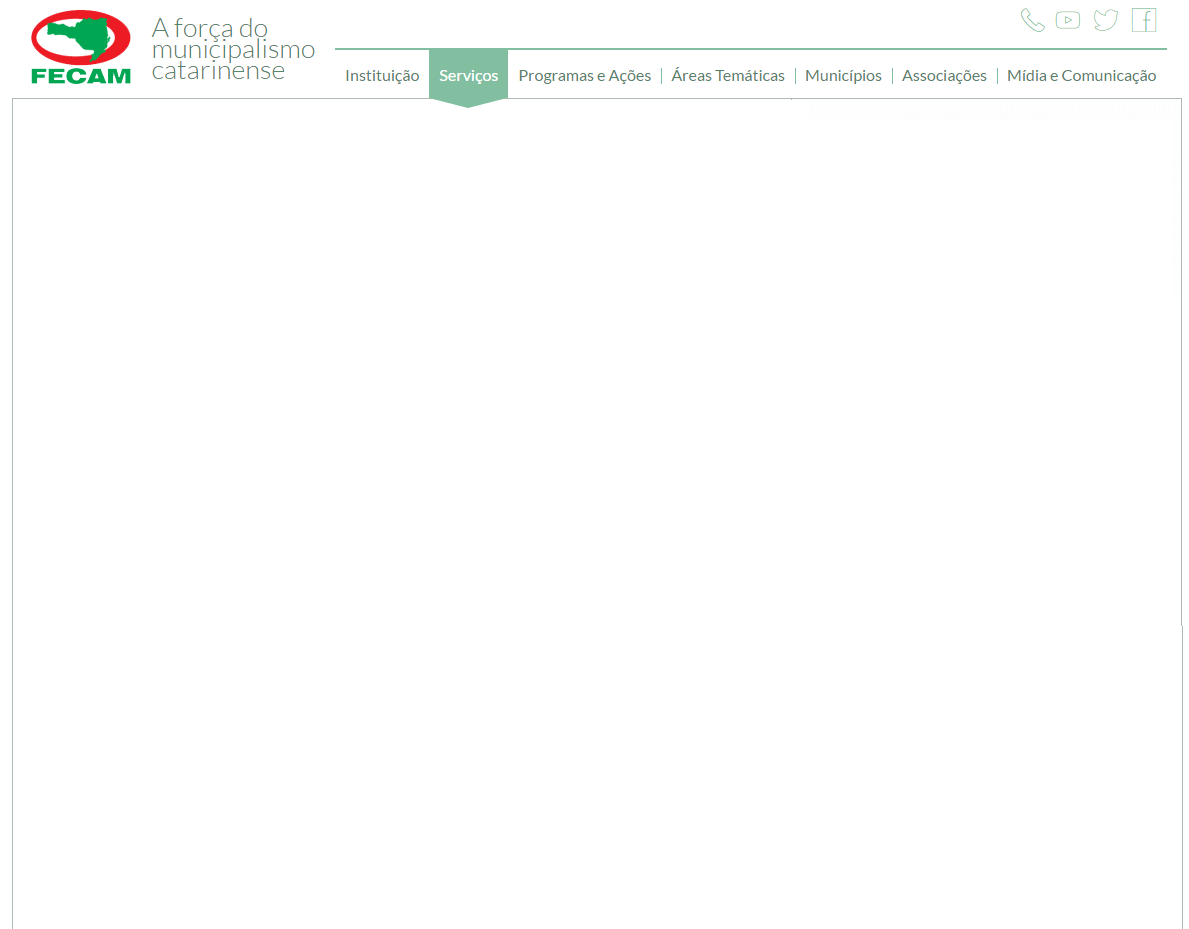 FECAM
A força do
municipalismo
catarinense
Instituição Serviços Programas e Ações Áreas Temáticas Municípios Associações Mídia e Comunicação